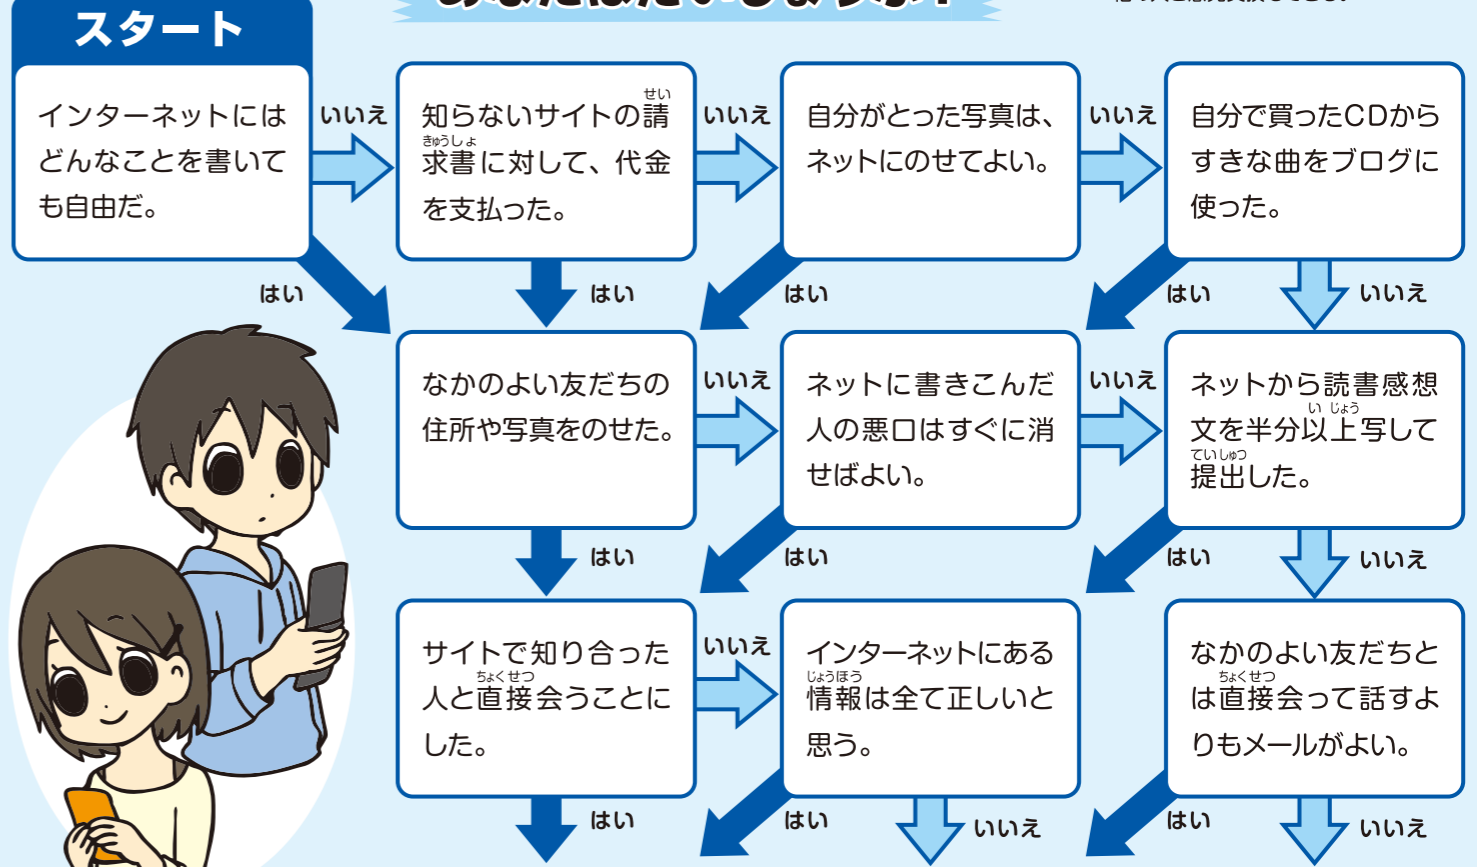 スタート
インターネットには
どんなことを書いて
も自由だ。
いいえ
知らないサイトの請
せい
求書に対して、代金
きゅうしょ
を支払った。
いいえ
自分がとった写真は、
ネットにのせてよい。
いいえ
自分で買ったCDから
すきな曲をブログに
使った。
はい
はい
はい
はい
いいえ
なかのよい友だちの
住所や写真をのせた。
いいえ
ネットに書きこんだ
人の悪口はすぐに消
せばよい。
いいえ
ネットから読書感想
文を半分以上写して
い じょう
提出した。
ていしゅつ
はい
はい
はい
いいえ
サイトで知り合った
人と直接会うことに
ちょくせつ
した。
いいえ
インターネットにある
情報は全て正しいと
じょうほう
思う。
なかのよい友だちと
は直接会って話すよ
ちょくせつ
りもメールがよい。
はい
はい
いいえ
はい
いいえ